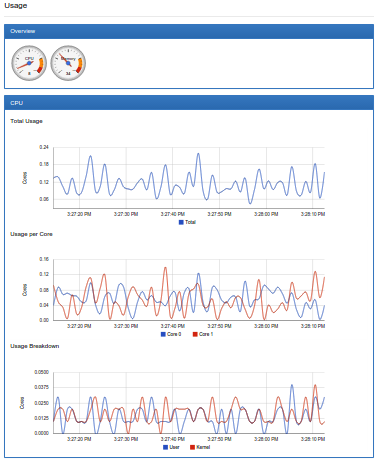 Usage
Overview
CPU
Memory
8
14
CPU
Total Usage
0.24
0.18
0.12
0.06
Cores
3:27:20 PM 3:27:30 PM 3:27:40 PM 3:27:50 PM 3:28:00 PM 3:28:10 PM
Total
Usage per Core
0.16
0.12
0.08
0.04
0.00
Cores
3:27:20 PM 3:27:30 PM 3:27:40 PM 3:27:50 PM 3:28:00 PM 3:28:10 PM
Core 0 Core 1
Usage Breakdown
0.0500
0.0375
0.0250
0.0125
0.0000
Cores
3:27:20 PM 3:27:30 PM 3:27:40 PM 3:27:50 PM 3:28:00 PM 3:28:10 PM
User Kernel